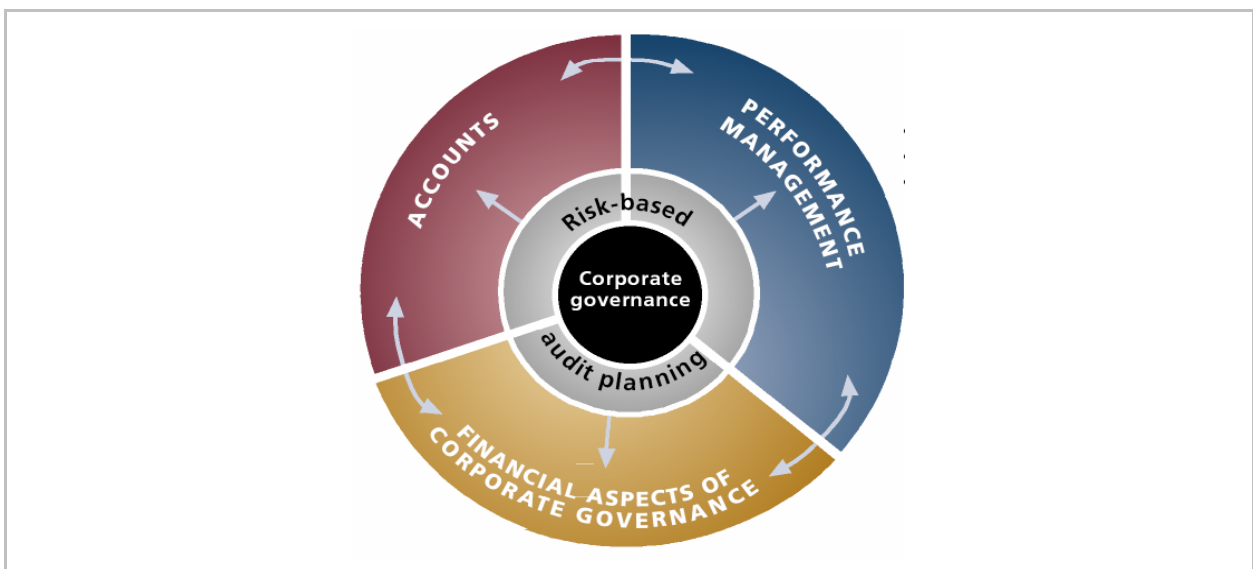 ACCOUNTS
PERFORMANCE
MANAGEMENT
Risk-based
Corporate
governance
audit planning
FINANCIAL ASPECTS OF
CORPORATE GOVERNANCE